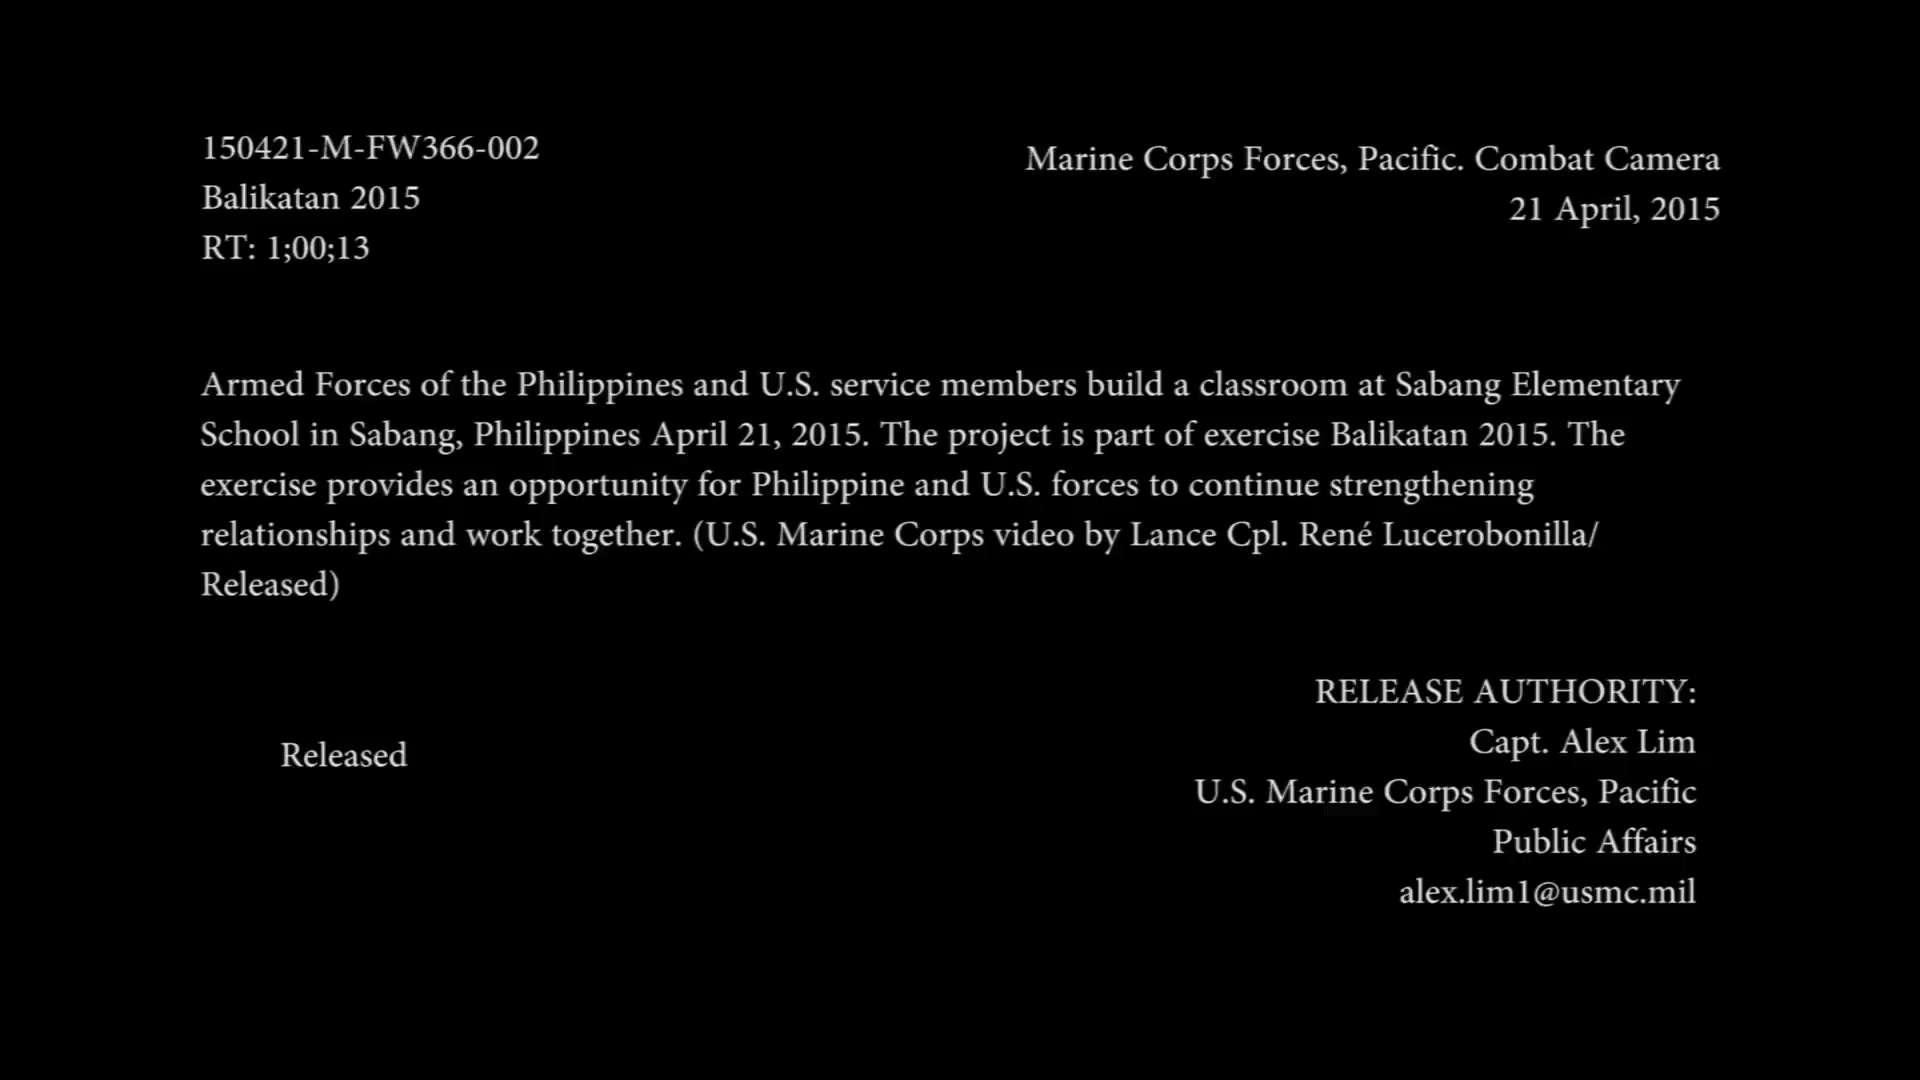 150421-M-FW366-002
Balikatan 2015
RT: 1;00;13
Marine Corps Forces, Pacific. Combat Camera
21 April, 2015
Armed Forces of the Philippines and U.S. service members build a classroom at Sabang Elementary
School in Sabang, Philippines April 21, 2015. The project is part of exercise Balikatan 2015. The
exercise provides an opportunity for Philippine and U.S. forces to continue strengthening
relationships and work together. (U.S. Marine Corps video by Lance Cpl. René Lucerobonilla/
Released)
Released
RELEASE AUTHORITY:
Capt. Alex Lim
U.S. Marine Corps Forces, Pacific
Public Affairs
alex.lim1@usmc.mil